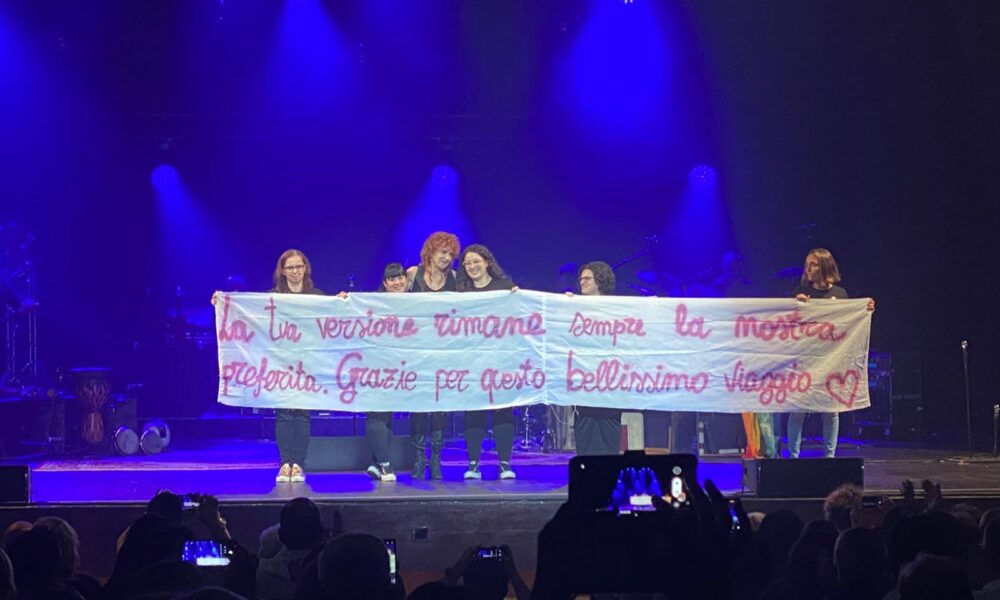 La tua versione rimane sempre la nostra
preferita. Grazie per questo bellissimo viaggio